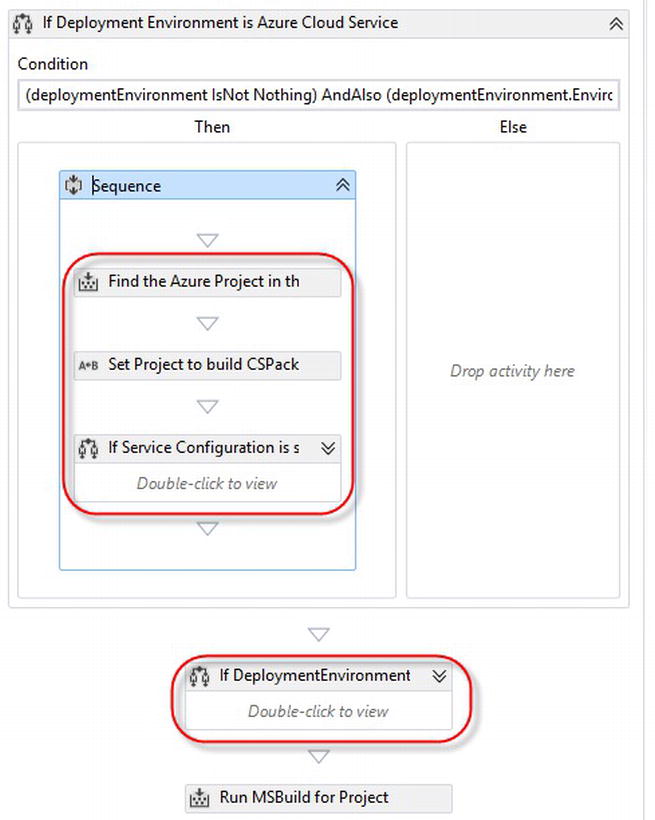 If Deployment Environment is Azure Cloud Service
Condition
(deploymentEnvironment IsNot Nothing) AndAlso (deploymentEnvironment.Enviro
Then
Else
Sequence
Find the Azure Project in th
A+B Set Project to build CSPack
Drop activity here
If Service Configuration is s
Double-click to view
If DeploymentEnvironment
Double-click to view
Run MSBuild for Project